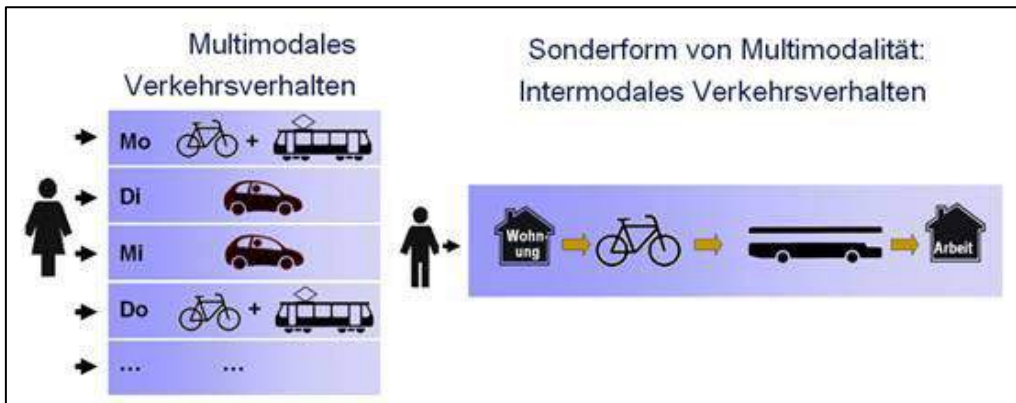 Multimodales
Verkehrsverhalten
Mo +
Di
Mi
Do +
... ...
Sonderform von Multimodalität:
Intermodales Verkehrsverhalten
Wohn-
ung
Arbeit